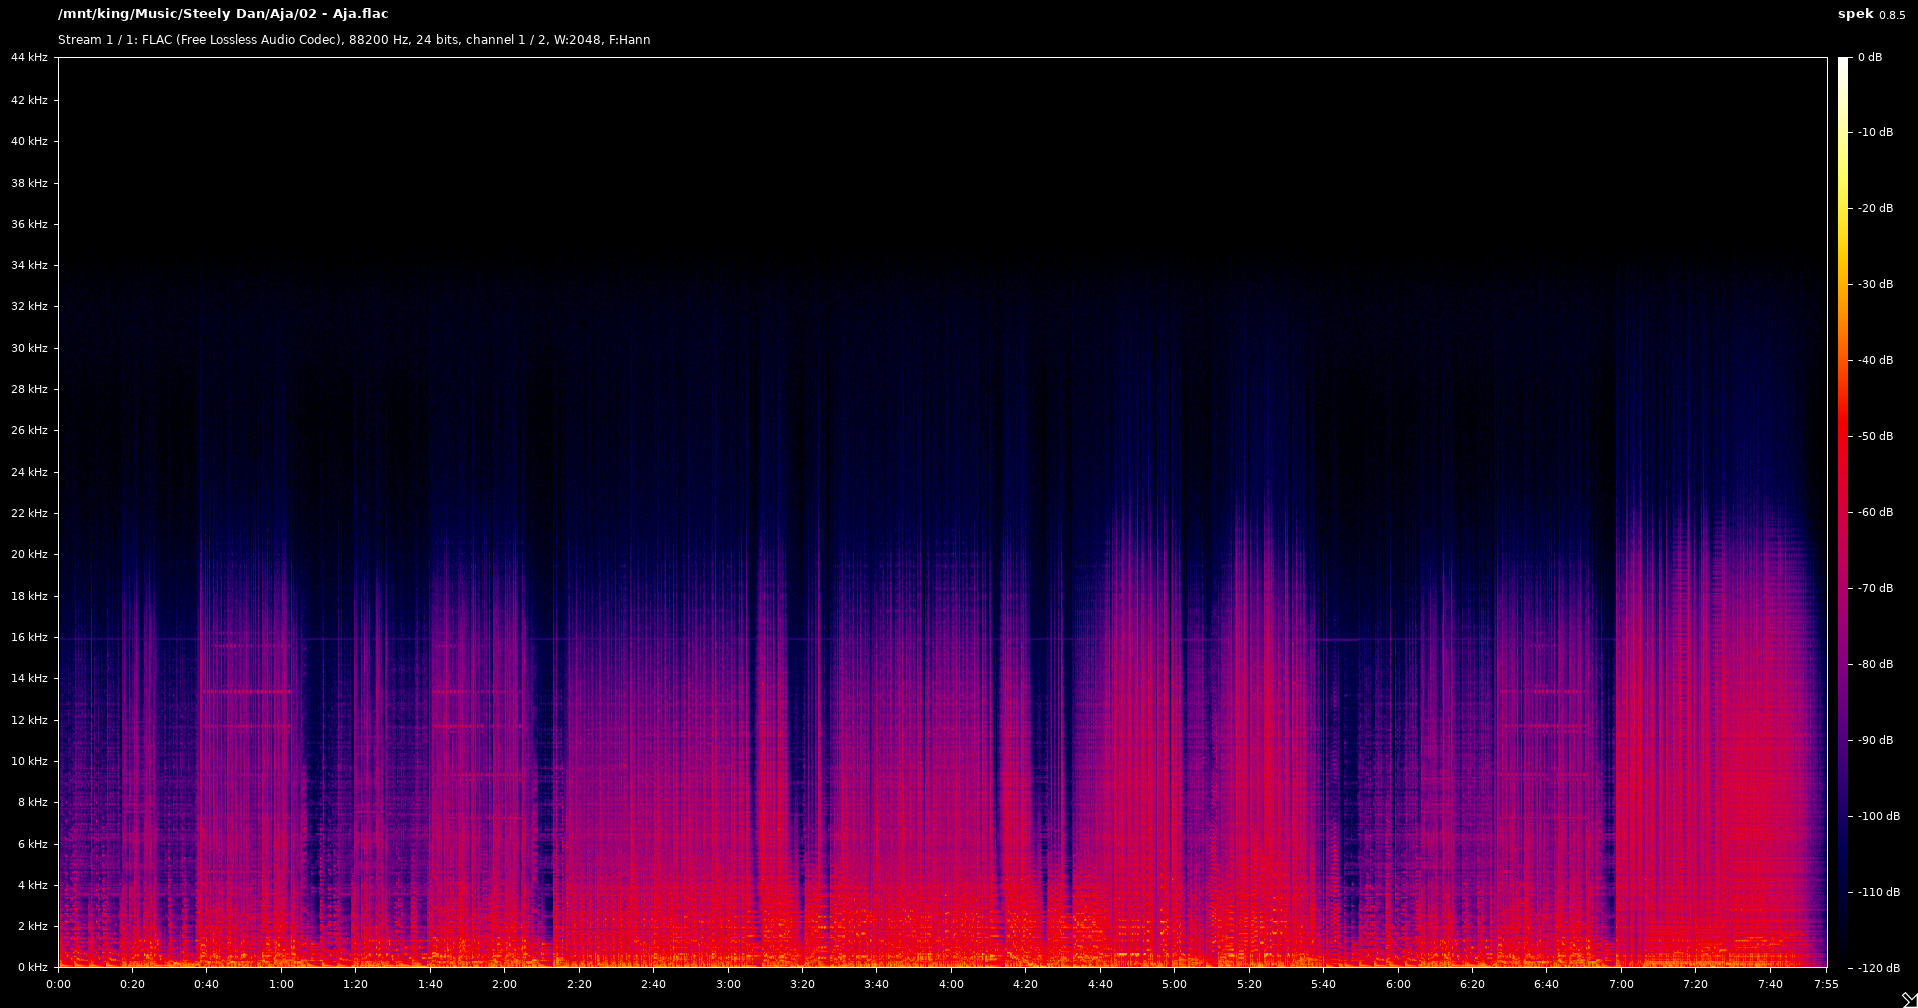 /mnt/king/Music/Steely Dan/Aja/02 - Aja.flac
spek 0.8.5
Stream 1 / 1: FLAC (Free Lossless Audio Codec), 88200 Hz, 24 bits, channel 1 / 2, W:2048, F:Hann
44 kHz
42 kHz
40 kHz
38 kHz
36 kHz
34 kHz
32 kHz
30 kHz
28 kHz
26 kHz
24 kHz
22 kHz
20 kHz
18 kHz
16 kHz
14 kHz
12 kHz
10 kHz
8 kHz
6 kHz
4 kHz
2 kHz
0 kHz
0 dB
-10 dB
-20 dB
-30 dB
-40 dB
-50 dB
-60 dB
-70 dB
-80 dB
-90 dB
-100 dB
-110 dB
-120 dB
0:00 0:20 0:40 1:00 1:20 1:40 2:00 2:20 2:40 3:00 3:20 3:40 4:00 4:20 4:40 5:00 5:20 5:40 6:00 6:20 6:40 7:00 7:20 7:40 7:55